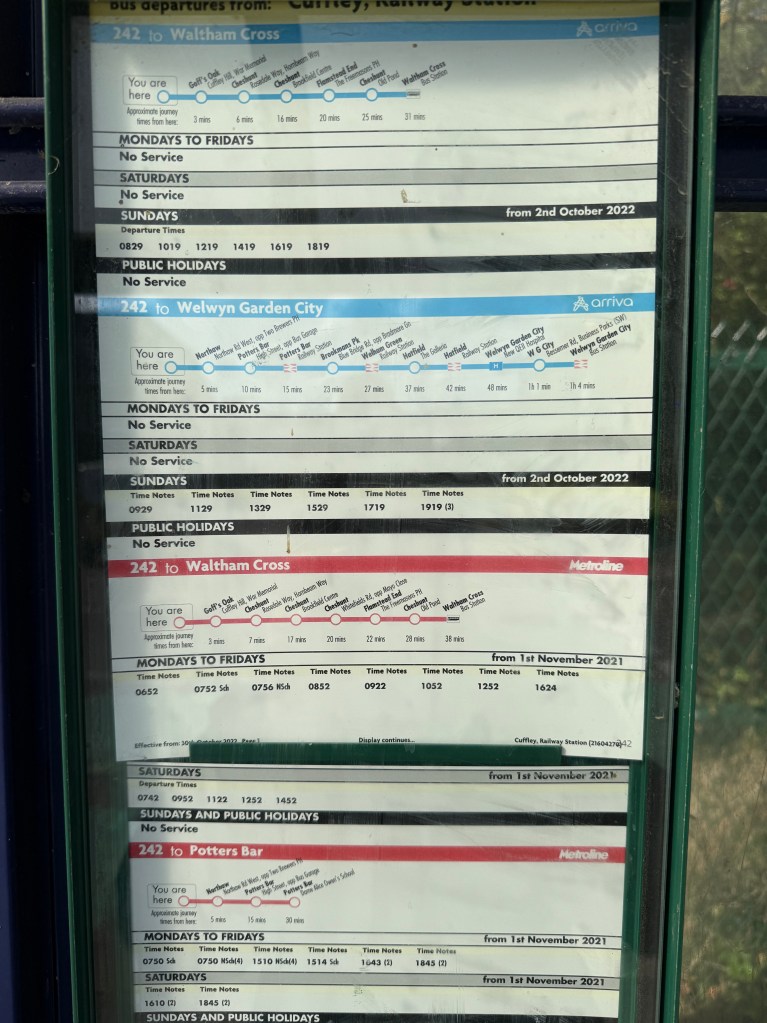 Bus departures from: Cuffley, Railway Station
242 to Waltham Cross arriva
You are here
Goff's Oak Cuffley Hill, War Memorial
Cheshunt Rosedale Way, Hornbeam Way
Cheshunt Brookfield Centre
Flamstead End The Freemasons PH
Cheshunt Old Pond
Waltham Cross Bus Station
Approximate journey times from here: 3 mins 6 mins 16 mins 20 mins 25 mins 31 mins
MONDAYS TO FRIDAYS
No Service
SATURDAYS
No Service
SUNDAYS from 2nd October 2022
Departure Times
0829 1019 1219 1419 1619 1819
PUBLIC HOLIDAYS
No Service
242 to Welwyn Garden City arriva
You are here
Northaw Northaw Rd West, opp Two Brewers PH
Potters Bar High Street, opp Bus Garage
Potters Bar Railway Station
Brookmans Pk Blue Bridge Rd, opp Bradmore Gn
Welham Green Railway Station
Hatfield The Galleria
Hatfield Railway Station
Welwyn Garden City New QEII Hospital
W G City Bessemer Rd, Business Parks (SW)
Welwyn Garden City Bus Station
Approximate journey times from here: 5 mins 10 mins 15 mins 23 mins 27 mins 37 mins 42 mins 48 mins 1h 1 min 1h 4 mins
MONDAYS TO FRIDAYS
No Service
SATURDAYS
No Service
SUNDAYS from 2nd October 2022
Time Notes Time Notes Time Notes Time Notes Time Notes Time Notes
0929 1129 1329 1529 1719 1919 (3)
PUBLIC HOLIDAYS
No Service
242 to Waltham Cross Metroline
You are here
Goff's Oak Cuffley Hill, War Memorial
Cheshunt Rosedale Way, Hornbeam Way
Cheshunt Brookfield Centre
Cheshunt Whitefields Rd, opp Mayo Close
Flamstead End The Freemasons PH
Cheshunt Old Pond
Waltham Cross Bus Station
Approximate journey times from here: 3 mins 7 mins 17 mins 20 mins 22 mins 28 mins 38 mins
MONDAYS TO FRIDAYS from 1st November 2021
Time Notes Time Notes Time Notes Time Notes Time Notes Time Notes Time Notes Time Notes
0652 0752 Sch 0756 NSch 0852 0922 1052 1252 1624
Effective from: 30th October 2022 Page 1 Display continues... Cuffley, Railway Station 242
SATURDAYS from 1st November 2021
Departure Times
0742 0952 1122 1252 1452
SUNDAYS AND PUBLIC HOLIDAYS
No Service
242 to Potters Bar Metroline
You are here
Northaw Northaw Rd West, opp Two Brewers PH
Potters Bar High Street, opp Bus Garage
Potters Bar Dame Alice Owen's School
Approximate journey times from here: 5 mins 15 mins 30 mins
MONDAYS TO FRIDAYS from 1st November 2021
Time Notes Time Notes Time Notes Time Notes Time Notes Time Notes
0750 Sch 0750 NSch(4) 1510 NSch(4) 1514 Sch 1643 (2) 1845 (2)
SATURDAYS from 1st November 2021
Time Notes Time Notes
1610 (2) 1845 (2)
SUNDAYS AND PUBLIC HOLIDAYS